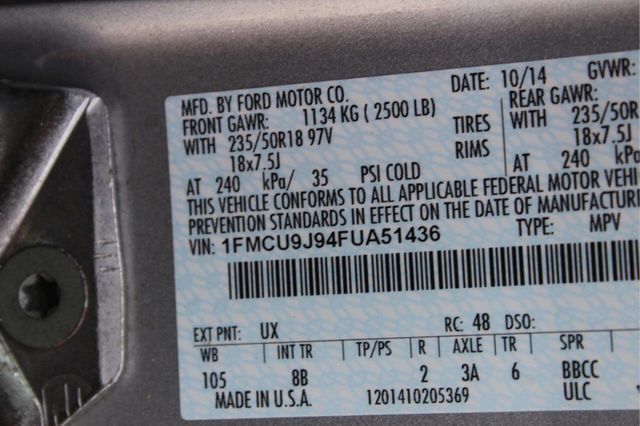 MFD. BY FORD MOTOR CO. DATE: 10/14 GVWR:
FRONT GAWR: 1134 KG ( 2500 LB) REAR GAWR:
WITH 235/50R18 97V TIRES WITH 235/50R
18x7.5J RIMS 18x7.5J
AT 240 kPa/ 35 PSI COLD AT 240 kPa/
THIS VEHICLE CONFORMS TO ALL APPLICABLE FEDERAL MOTOR VEHI
PREVENTION STANDARDS IN EFFECT ON THE DATE OF MANUFACTUR
VIN: 1FMCU9J94FUA51436 TYPE: MPV
EXT PNT: UX RC: 48 DSO:
WB INT TR TP/PS R AXLE TR SPR
105 8B 2 3A 6 BBCC
MADE IN U.S.A. 1201410205369 ULC